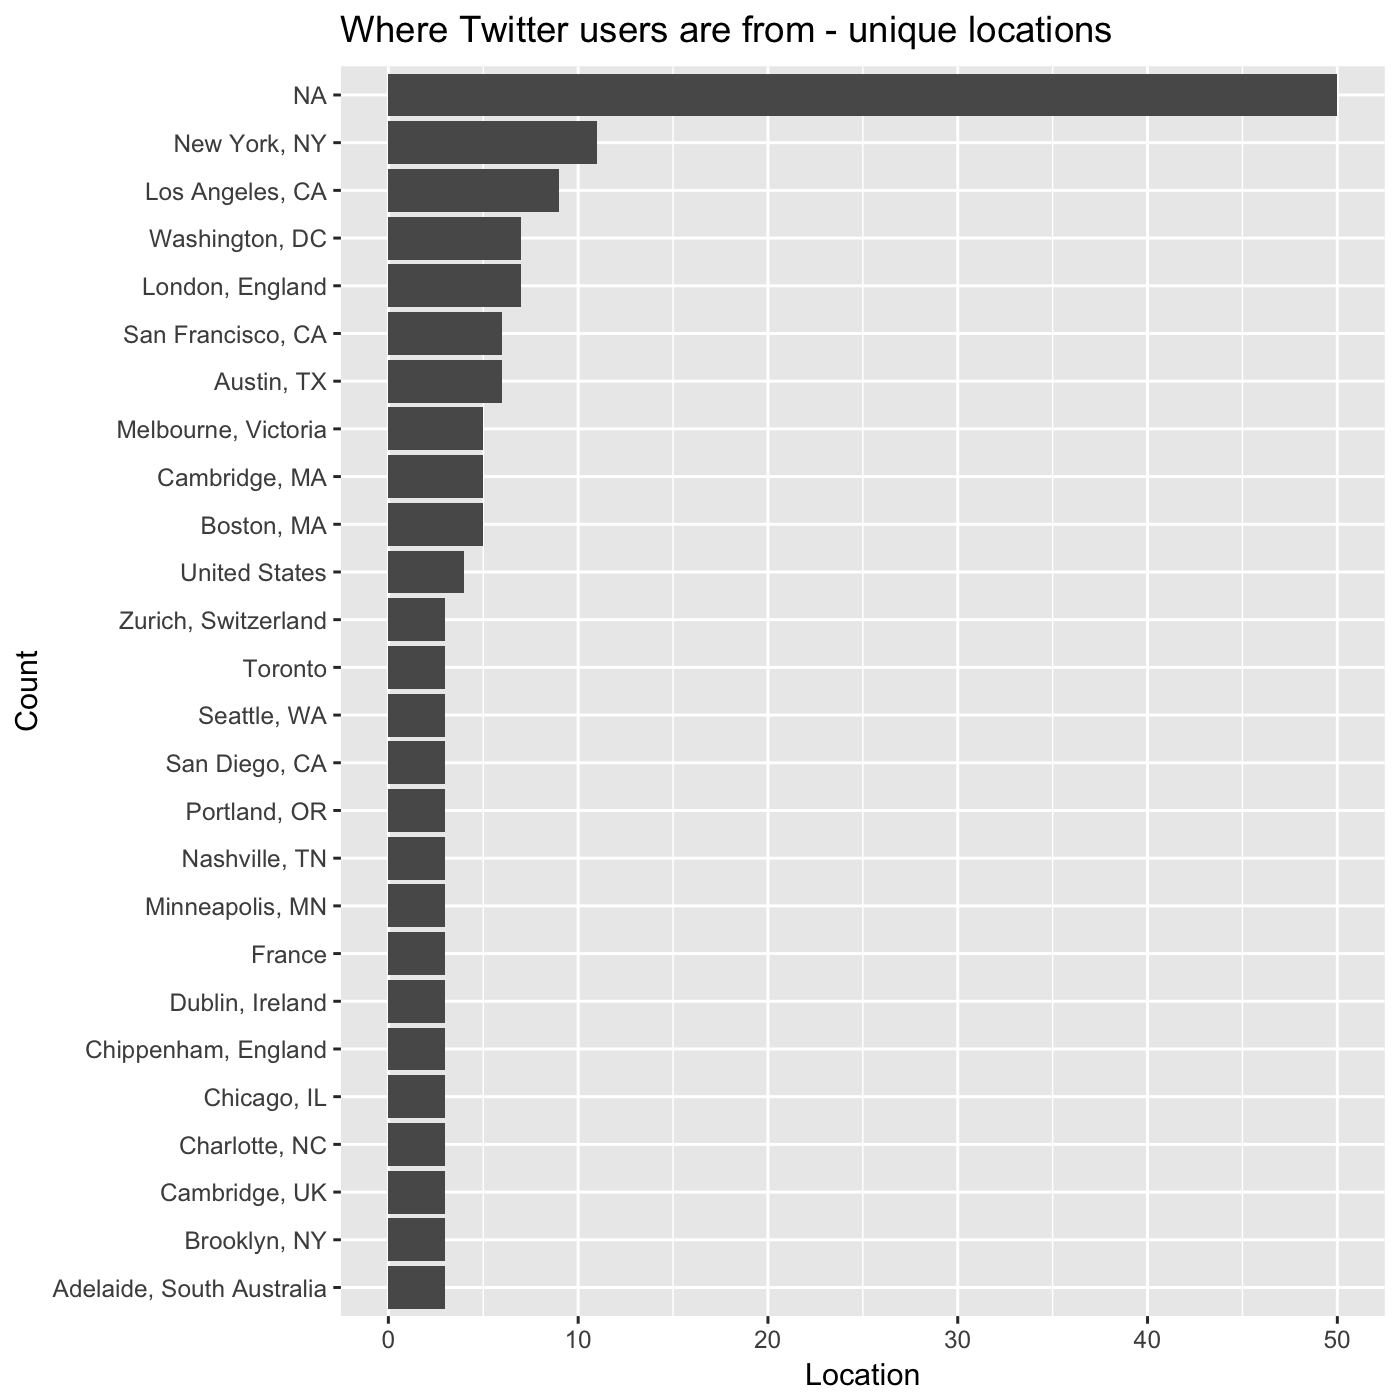 Where Twitter users are from - unique locations
NA
New York, NY
Los Angeles, CA
Washington, DC
London, England
San Francisco, CA
Austin, TX
Melbourne, Victoria
Cambridge, MA
Boston, MA
United States
Zurich, Switzerland
Toronto
Seattle, WA
San Diego, CA
Portland, OR
Nashville, TN
Minneapolis, MN
France
Dublin, Ireland
Chippenham, England
Chicago, IL
Charlotte, NC
Cambridge, UK
Brooklyn, NY
Adelaide, South Australia
Count
0 10 20 30 40 50
Location